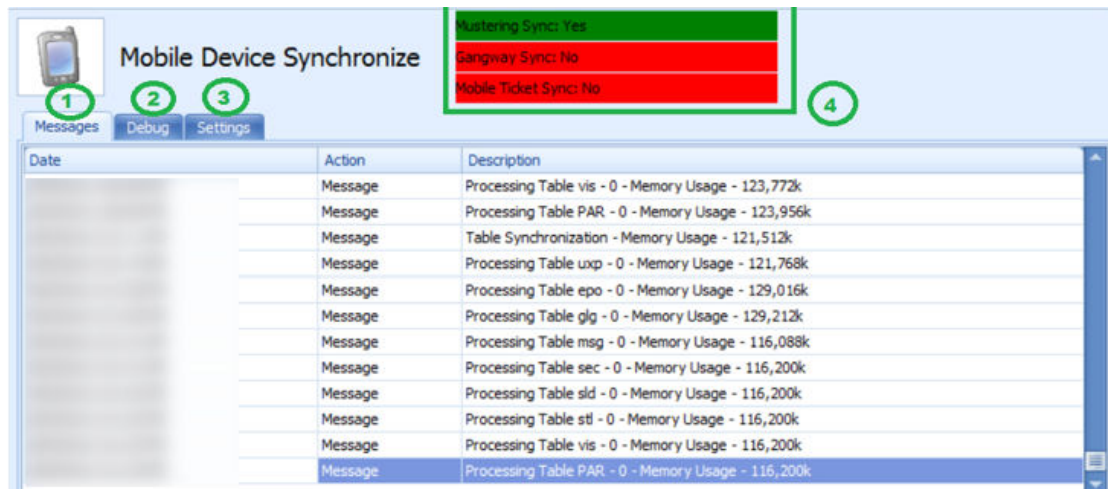 Mustering Sync: Yes
Mobile Device Synchronize
Gangway Sync: No
Mobile Ticket Sync: No
4
1 2 3
Messages Debug Settings
Date Action Description
Message Processing Table vis - 0 - Memory Usage - 123,772k
Message Processing Table PAR - 0 - Memory Usage - 123,956k
Message Table Synchronization - Memory Usage - 121,512k
Message Processing Table uxp - 0 - Memory Usage - 121,768k
Message Processing Table epo - 0 - Memory Usage - 129,016k
Message Processing Table glg - 0 - Memory Usage - 129,212k
Message Processing Table msg - 0 - Memory Usage - 116,088k
Message Processing Table sec - 0 - Memory Usage - 116,200k
Message Processing Table sld - 0 - Memory Usage - 116,200k
Message Processing Table stl - 0 - Memory Usage - 116,200k
Message Processing Table vis - 0 - Memory Usage - 116,200k
Message Processing Table PAR - 0 - Memory Usage - 116,200k